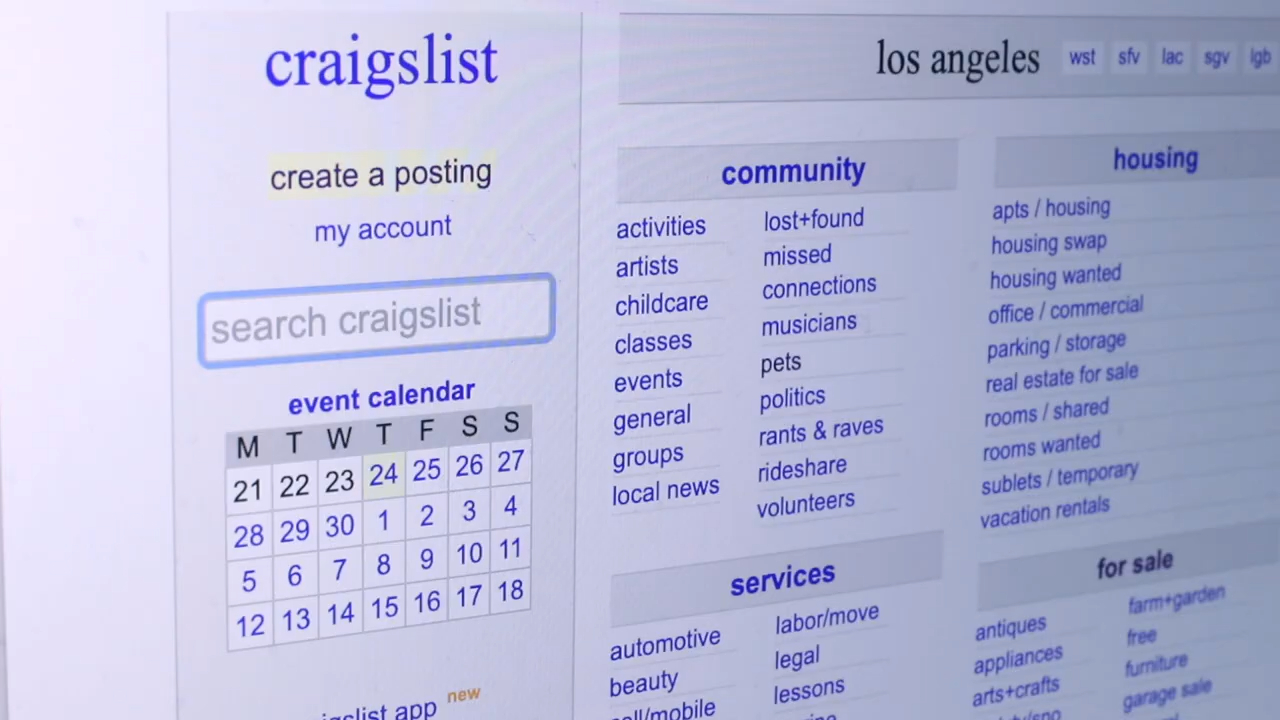 craigslist
create a posting
my account
search craigslist
event calendar
M T W T F S S
21 22 23 24 25 26 27
28 29 30 1 2 3 4
5 6 7 8 9 10 11
12 13 14 15 16 17 18
app new
los angeles wst sfv lac sgv lgb
community
activities
artists
childcare
classes
events
general
groups
local news
lost+found
missed
connections
musicians
pets
politics
rants & raves
rideshare
volunteers
services
automotive
beauty
labor/move
legal
lessons
housing
apts / housing
housing swap
housing wanted
office / commercial
parking / storage
real estate for sale
rooms / shared
rooms wanted
sublets / temporary
vacation rentals
for sale
antiques
appliances
arts+crafts
farm+garden
free
furniture
garage sale